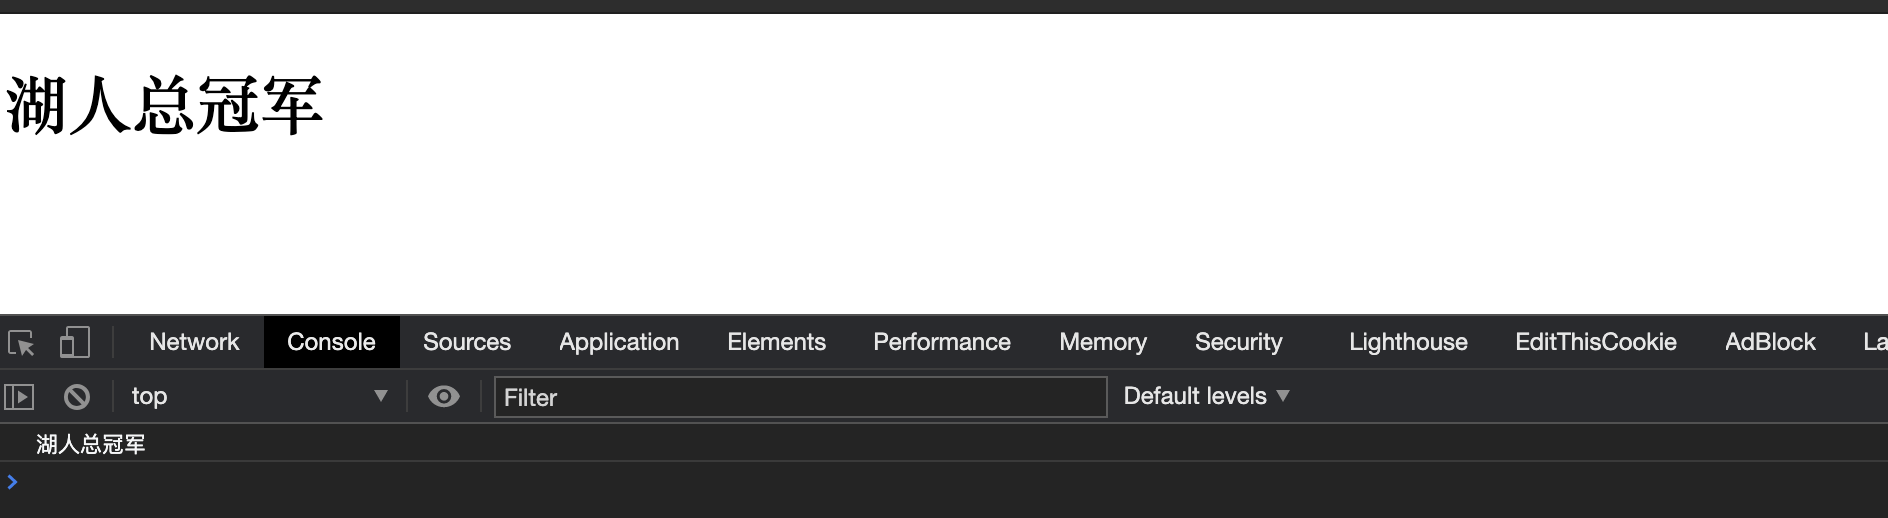 湖人总冠军
Network Console Sources Application Elements Performance Memory Security Lighthouse EditThisCookie AdBlock La
top Filter Default levels
湖人总冠军